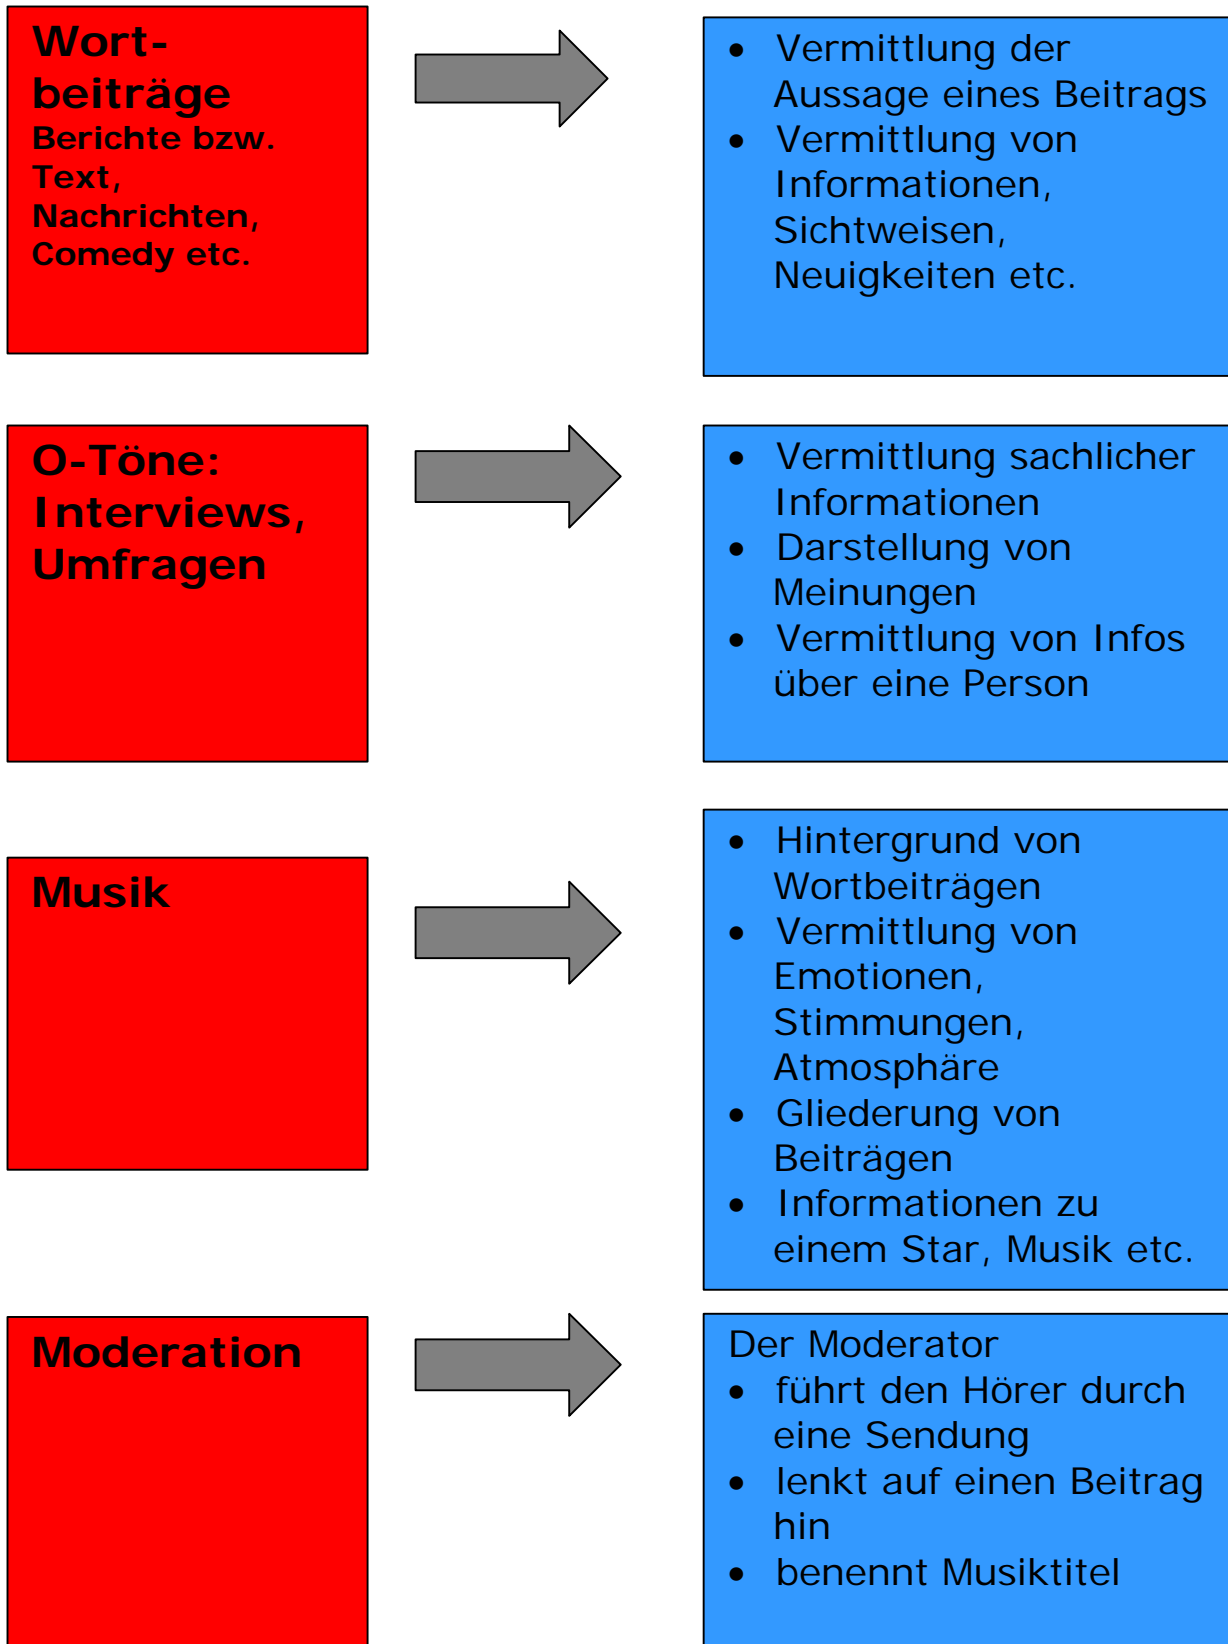 Wort-
beiträge
Berichte bzw.
Text,
Nachrichten,
Comedy etc.
• Vermittlung der
Aussage eines Beitrags
• Vermittlung von
Informationen,
Sichtweisen,
Neuigkeiten etc.
O-Töne:
Interviews,
Umfragen
• Vermittlung sachlicher
Informationen
• Darstellung von
Meinungen
• Vermittlung von Infos
über eine Person
Musik
• Hintergrund von
Wortbeiträgen
• Vermittlung von
Emotionen,
Stimmungen,
Atmosphäre
• Gliederung von
Beiträgen
• Informationen zu
einem Star, Musik etc.
Moderation
Der Moderator
• führt den Hörer durch
eine Sendung
• lenkt auf einen Beitrag
hin
• benennt Musiktitel